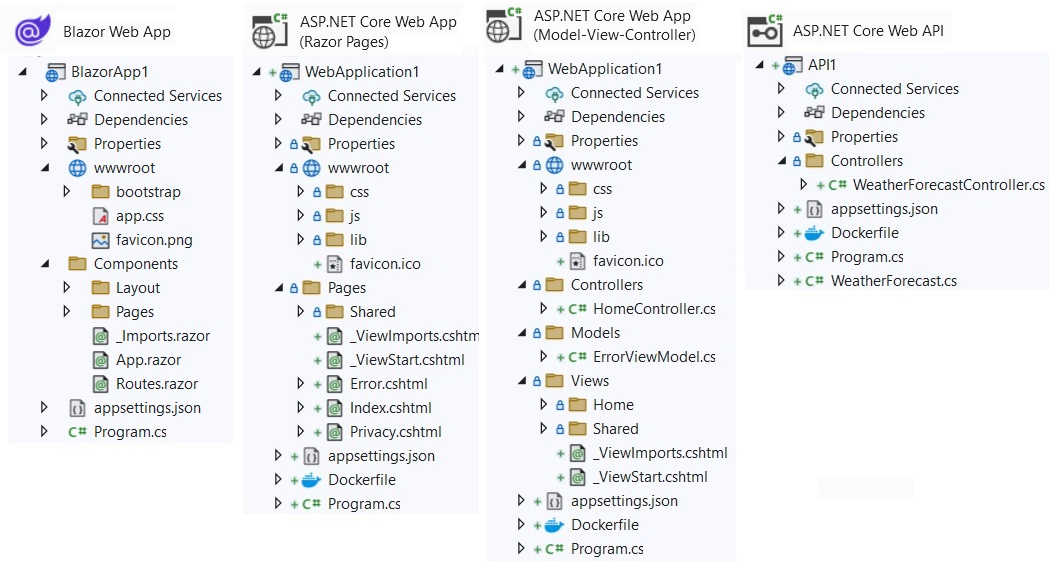 Blazor Web App
BlazorApp1
Connected Services
Dependencies
Properties
wwwroot
bootstrap
app.css
favicon.png
Components
Layout
Pages
_Imports.razor
App.razor
Routes.razor
appsettings.json
C# Program.cs
C#
ASP.NET Core Web App
(Razor Pages)
WebApplication1
Connected Services
Dependencies
Properties
wwwroot
css
js
lib
favicon.ico
Pages
Shared
_ViewImports.cshtm
_ViewStart.cshtml
Error.cshtml
Index.cshtml
Privacy.cshtml
appsettings.json
Dockerfile
C# Program.cs
C#
ASP.NET Core Web App
(Model-View-Controller)
WebApplication1
Connected Services
Dependencies
Properties
wwwroot
css
js
lib
favicon.ico
Controllers
C# HomeController.cs
Models
C# ErrorViewModel.cs
Views
Home
Shared
_ViewImports.cshtml
_ViewStart.cshtml
appsettings.json
Dockerfile
C# Program.cs
C#
ASP.NET Core Web API
API1
Connected Services
Dependencies
Properties
Controllers
C# WeatherForecastController.cs
appsettings.json
Dockerfile
C# Program.cs
C# WeatherForecast.cs